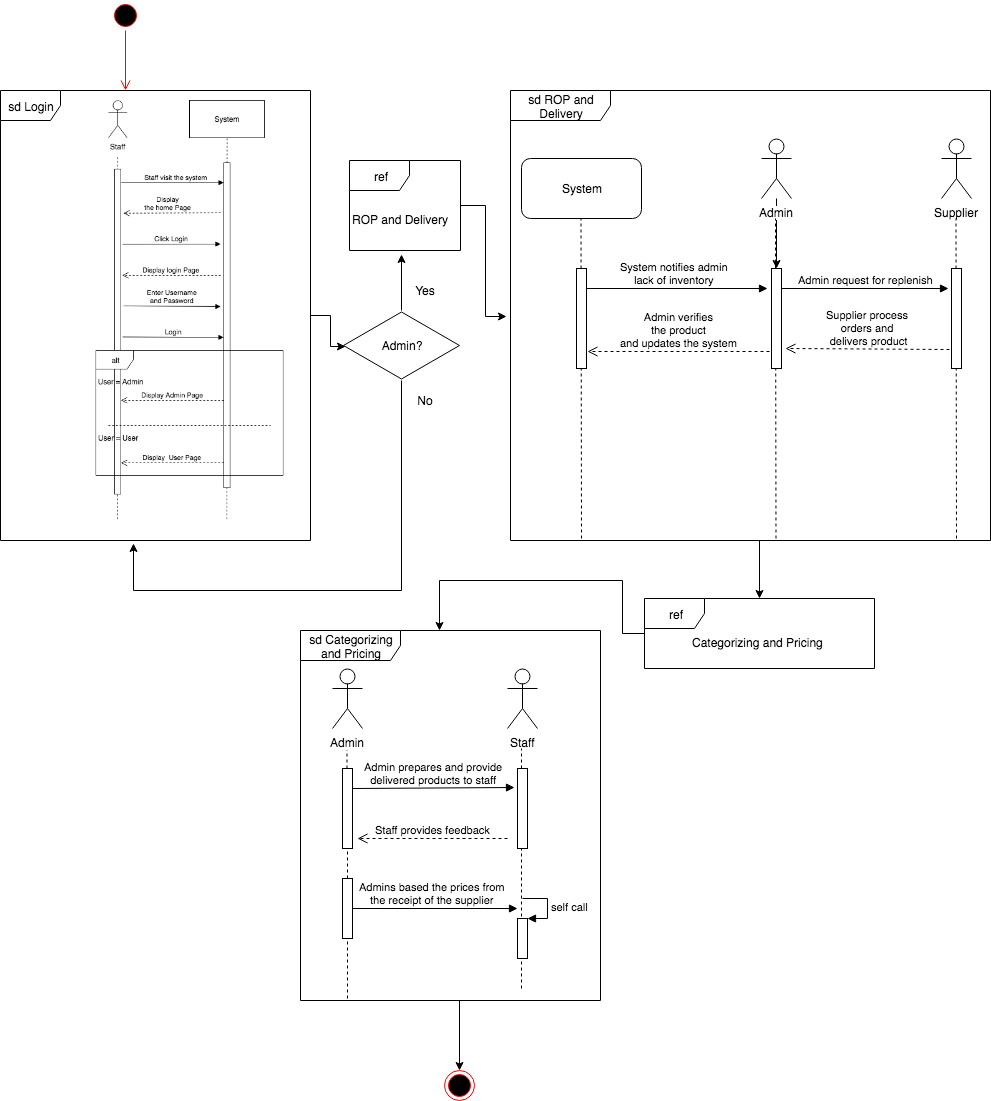 sd Login
Staff
System
Staff visit the system
Display
the home Page
Click Login
Display login Page
Enter Username
and Password
Login
alt
User = Admin
Display Admin Page
User = User
Display User Page
ref
ROP and Delivery
Yes
Admin?
No
sd ROP and
Delivery
System
Admin
Supplier
System notifies admin
lack of inventory
Admin request for replenish
Admin verifies
the product
and updates the system
Supplier process
orders and
delivers product
ref
Categorizing and Pricing
sd Categorizing
and Pricing
Admin
Staff
Admin prepares and provide
delivered products to staff
Staff provides feedback
Admins based the prices from
the receipt of the supplier
self call